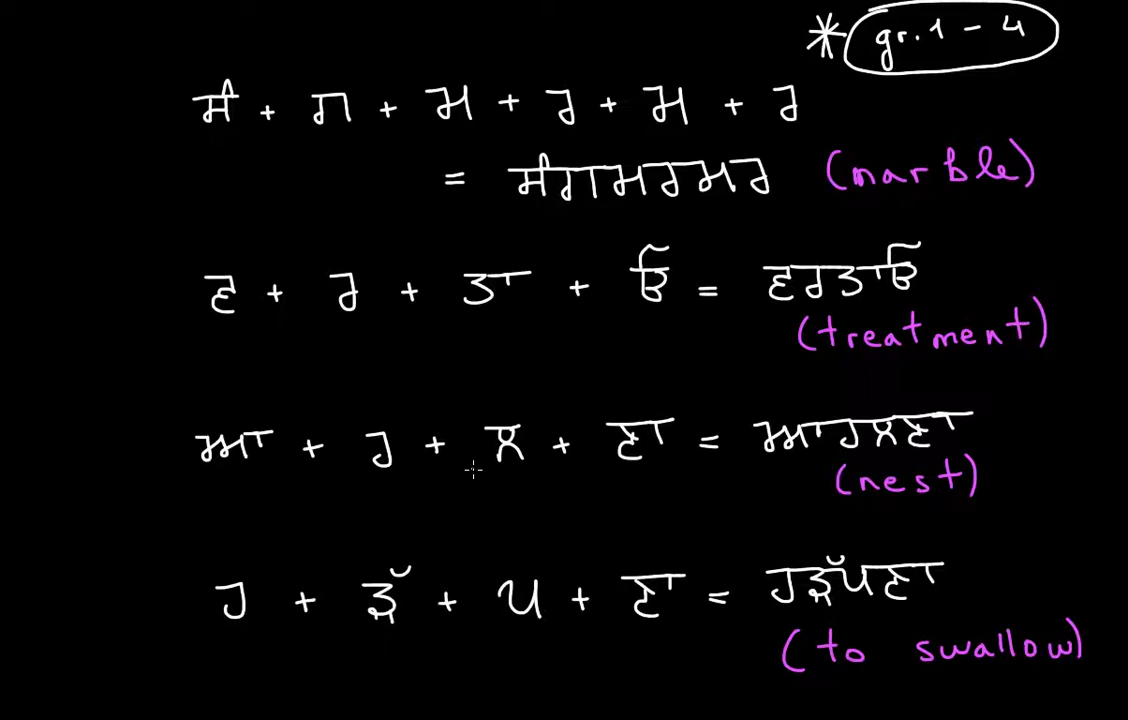 * gr. 1 - 4
ਸੰ + ਗ + ਮ + ਰ + ਮ + ਰ
= ਸੰਗਮਰਮਰ (marble)
ਵ + ਰ + ਤਾ + ਓ = ਵਰਤਾਓ
(treatment)
ਆ + ਹ + ਲ + ਣਾ = ਆਹਲਣਾ
(nest)
ਹ + ੜੱ + ਪ + ਣਾ = ਹੜੱਪਣਾ
(to swallow)